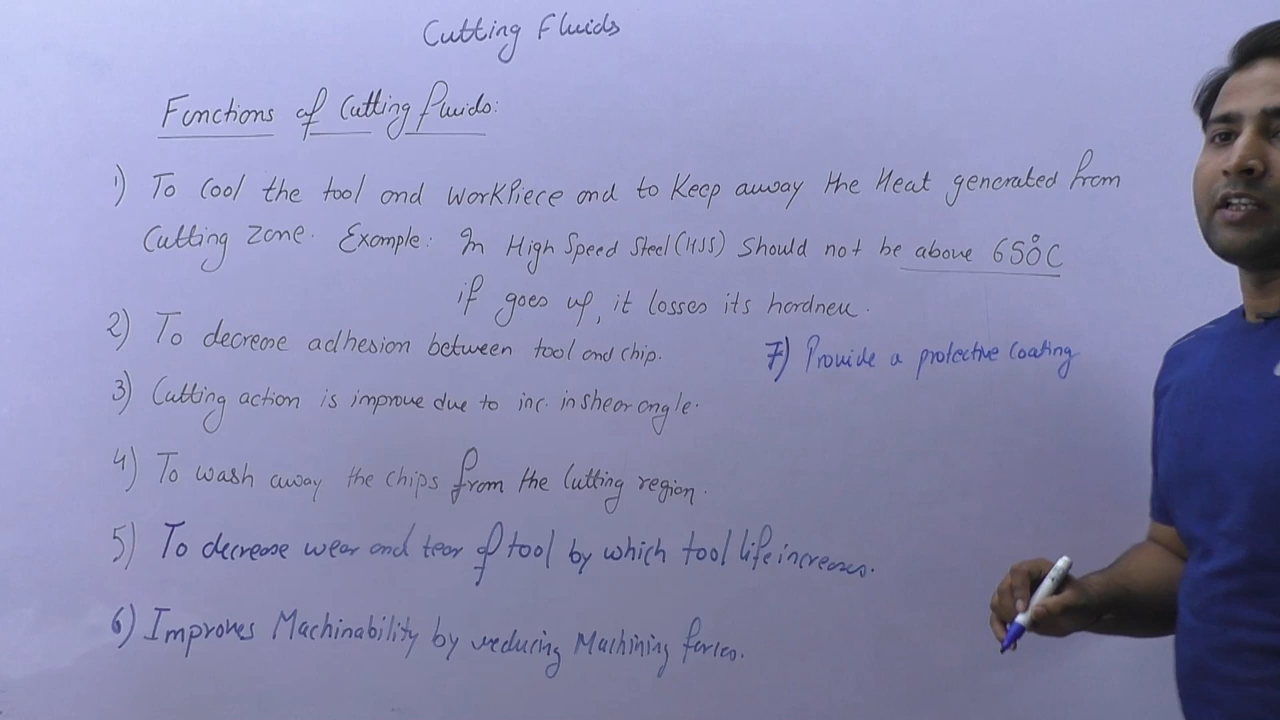 Cutting Fluids
Functions of Cutting fluids:
1) To Cool the tool and workpiece and to Keep away the Heat generated from
Cutting Zone. Example: In High Speed Steel (HSS) Should not be above 650°C
if goes up, it losses its hardness.
2) To decrease adhesion between tool and chip.
7) Provide a protective Coating
3) Cutting action is improve due to inc. in shear angle.
4) To wash away the chips from the Cutting region.
5) To decrease wear and tear of tool by which tool life increases.
6) Improves Machinability by reducing Machining forces.